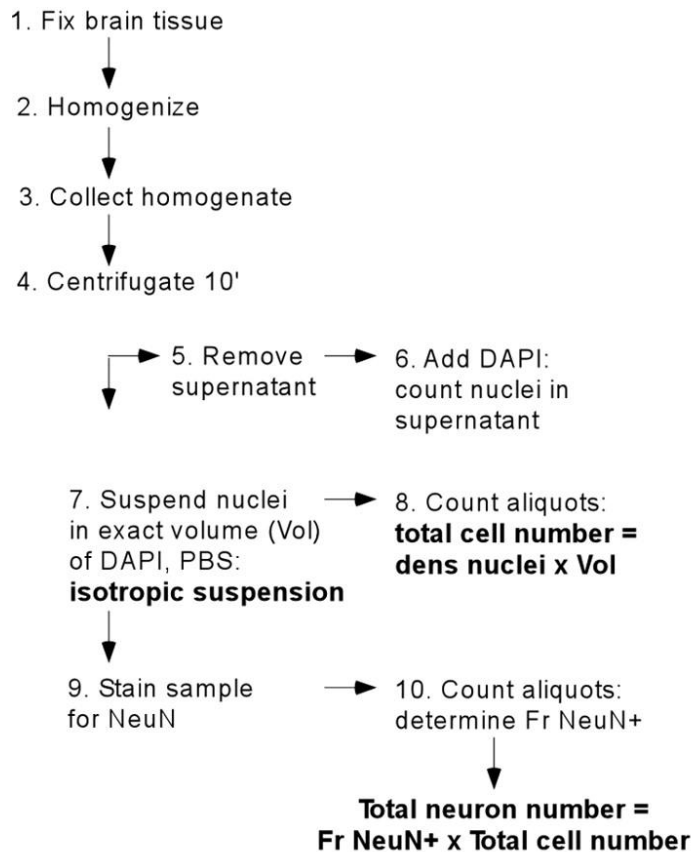 1. Fix brain tissue
2. Homogenize
3. Collect homogenate
4. Centrifugate 10'
5. Remove
supernatant
6. Add DAPI:
count nuclei in
supernatant
7. Suspend nuclei
in exact volume (Vol)
of DAPI, PBS:
isotropic suspension
8. Count aliquots:
total cell number =
dens nuclei x Vol
9. Stain sample
for NeuN
10. Count aliquots:
determine Fr NeuN+
Total neuron number =
Fr NeuN+ x Total cell number